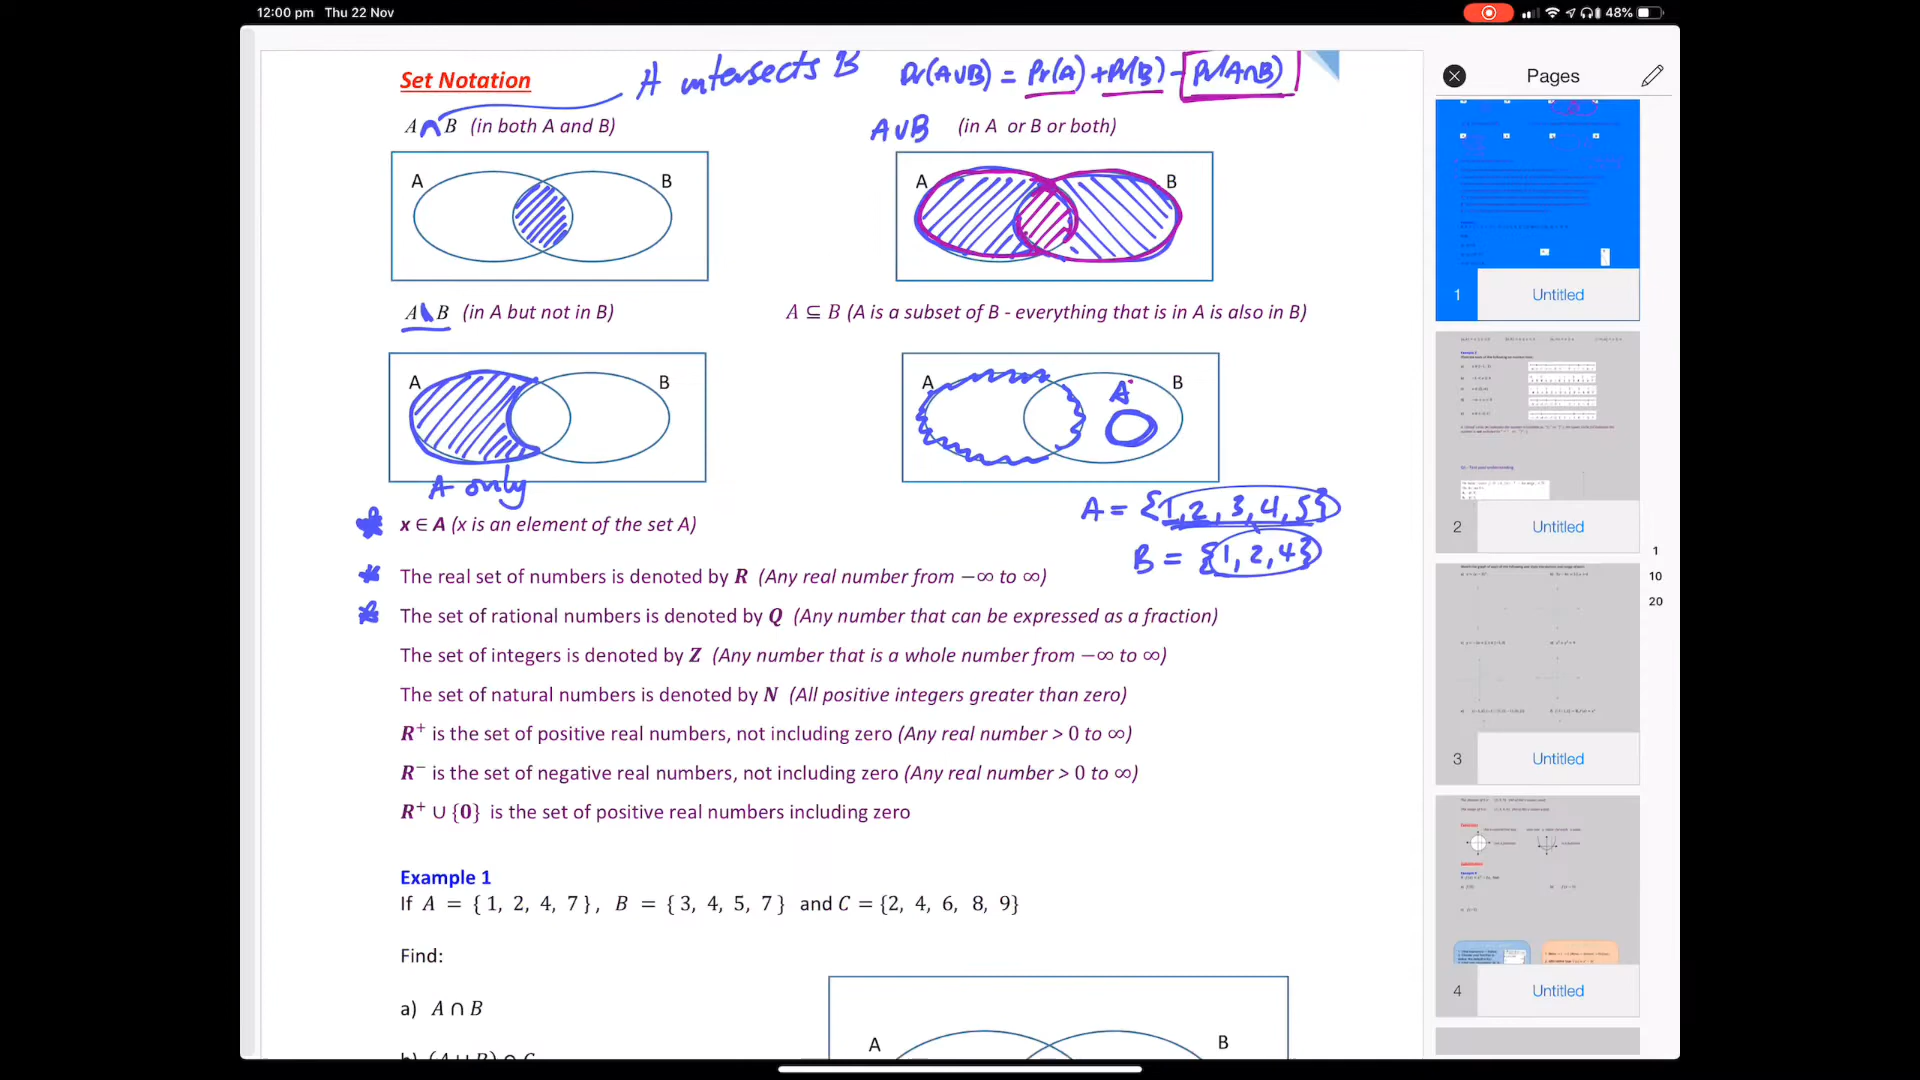 12:00 pm Thu 22 Nov
48%
Set Notation
A intersects B
Pr(A∪B) = Pr(A) + Pr(B) - Pr(A∩B)
A∩B (in both A and B)
A∪B (in A or B or both)
A B
A B
A\B (in A but not in B)
A ⊆ B (A is a subset of B - everything that is in A is also in B)
A B
A A B
A only
A = {1, 2, 3, 4, 5}
B = {1, 2, 4}
x ∈ A (x is an element of the set A)
The real set of numbers is denoted by R (Any real number from −∞ to ∞)
The set of rational numbers is denoted by Q (Any number that can be expressed as a fraction)
The set of integers is denoted by Z (Any number that is a whole number from −∞ to ∞)
The set of natural numbers is denoted by N (All positive integers greater than zero)
R⁺ is the set of positive real numbers, not including zero (Any real number > 0 to ∞)
R⁻ is the set of negative real numbers, not including zero (Any real number > 0 to ∞)
R⁺ ∪ {0} is the set of positive real numbers including zero
Example 1
If A = { 1, 2, 4, 7 }, B = { 3, 4, 5, 7 } and C = {2, 4, 6, 8, 9}
Find:
a) A ∩ B
A B
Pages
1 Untitled
2 Untitled
3 Untitled
4 Untitled
1
10
20